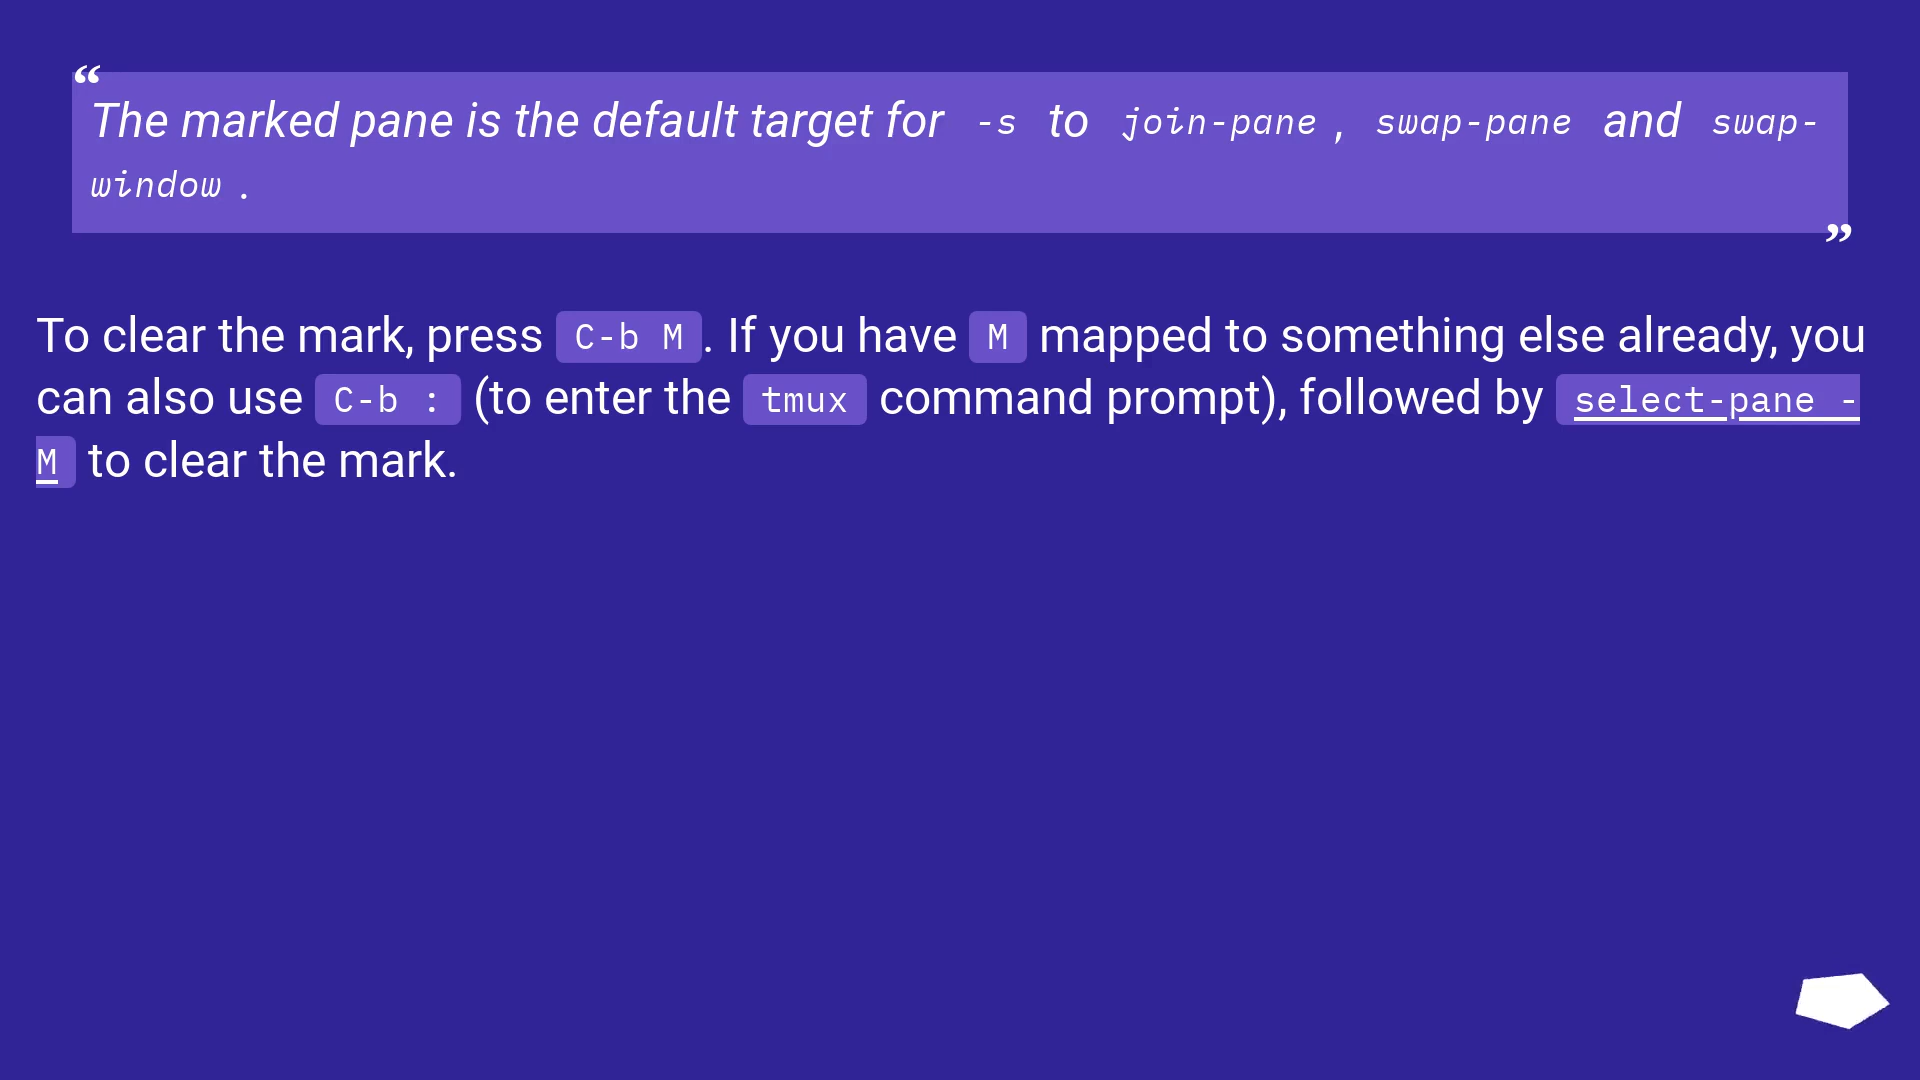 “
The marked pane is the default target for -s to join-pane , swap-pane and swap-
window .
”
To clear the mark, press C-b M. If you have M mapped to something else already, you
can also use C-b : (to enter the tmux command prompt), followed by select-pane -
M to clear the mark.